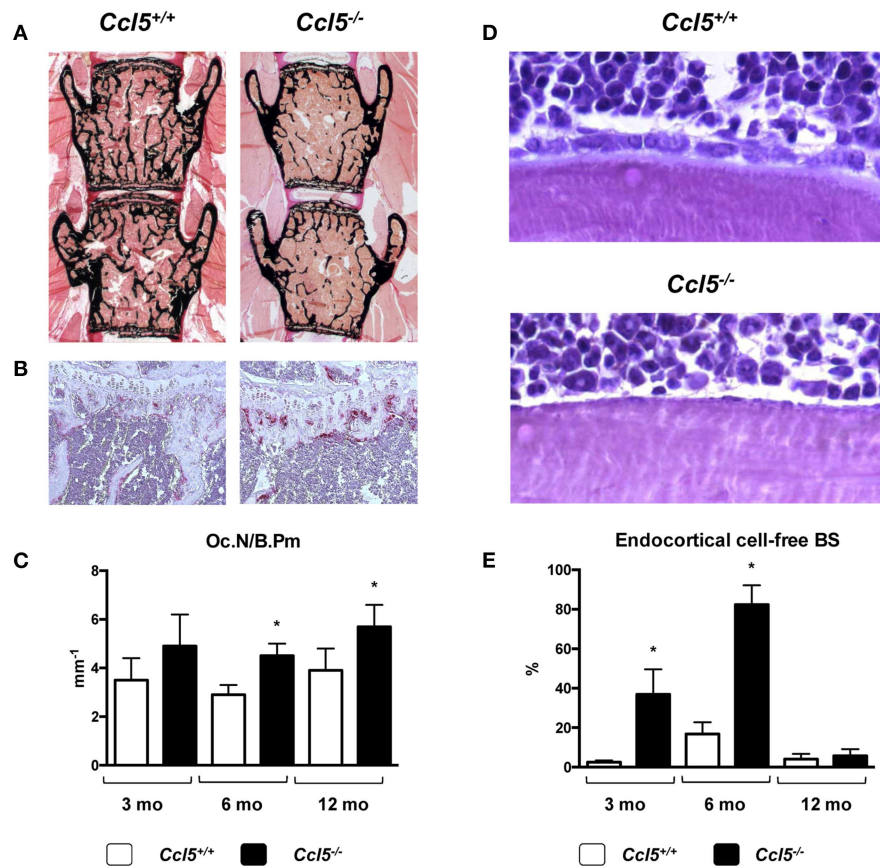 A
Ccl5+/+
Ccl5-/-
B
C
Oc.N/B.Pm
mm-1
8
6
4
2
0
*
*
3 mo
6 mo
12 mo
Ccl5+/+
Ccl5-/-
D
Ccl5+/+
Ccl5-/-
E
Endocortical cell-free BS
%
100
80
60
40
20
0
*
*
3 mo
6 mo
12 mo
Ccl5+/+
Ccl5-/-